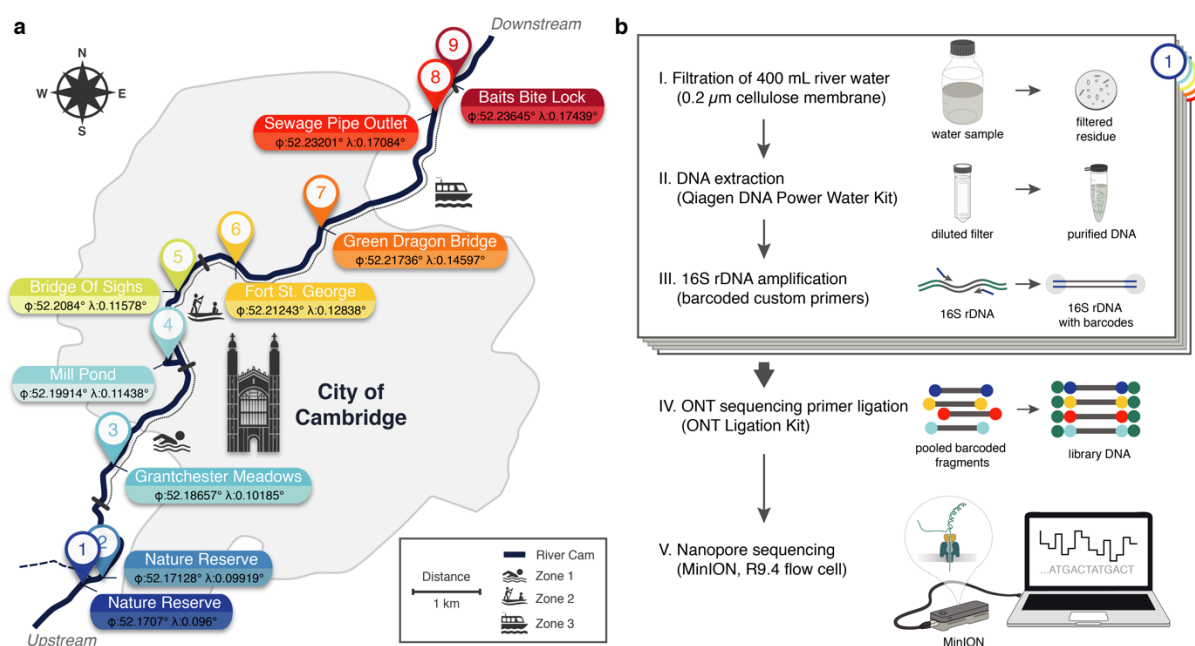 a
Downstream
N
W
E
S
9
8
Baits Bite Lock
φ:52.23645° λ:0.17439°
Sewage Pipe Outlet
φ:52.23201° λ:0.17084°
7
6
Green Dragon Bridge
φ:52.21736° λ:0.14597°
5
Bridge Of Sighs
φ:52.2084° λ:0.11578°
Fort St. George
φ:52.21243° λ:0.12838°
4
Mill Pond
φ:52.19914° λ:0.11438°
City of
Cambridge
3
Grantchester Meadows
φ:52.18657° λ:0.10185°
1
2
Nature Reserve
φ:52.17128° λ:0.09919°
Nature Reserve
φ:52.1707° λ:0.096°
Upstream
Distance
1 km
River Cam
Zone 1
Zone 2
Zone 3
b
1
I. Filtration of 400 mL river water
(0.2 µm cellulose membrane)
water sample
filtered
residue
II. DNA extraction
(Qiagen DNA Power Water Kit)
diluted filter
purified DNA
III. 16S rDNA amplification
(barcoded custom primers)
16S rDNA
16S rDNA
with barcodes
IV. ONT sequencing primer ligation
(ONT Ligation Kit)
pooled barcoded
fragments
library DNA
V. Nanopore sequencing
(MinION, R9.4 flow cell)
...ATGACTATGACT
MinION